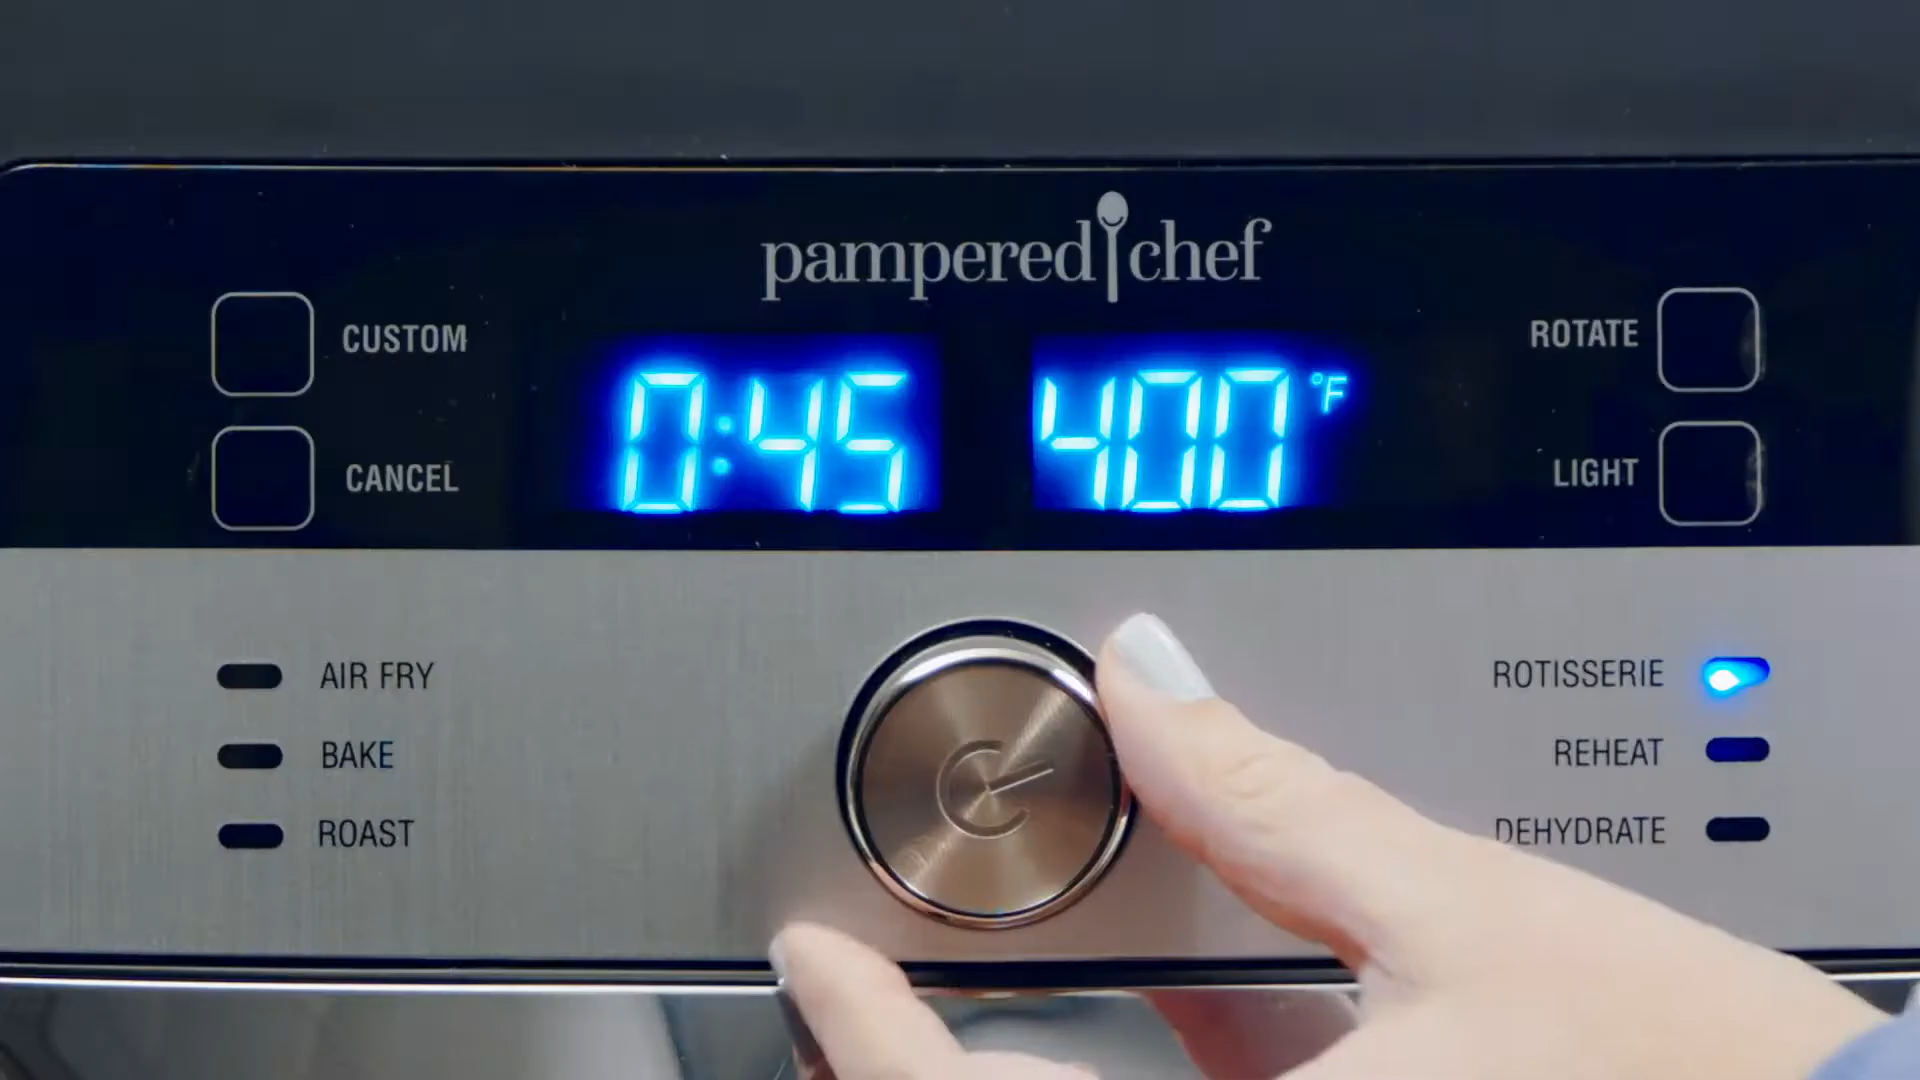 pampered chef
CUSTOM
CANCEL
0:45
400 °F
ROTATE
LIGHT
AIR FRY
BAKE
ROAST
ROTISSERIE
REHEAT
DEHYDRATE